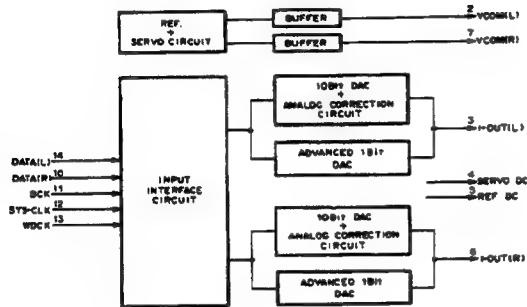 REF.
+
SERVO CIRCUIT
BUFFER
2
VCOM(L)
BUFFER
7
VCOM(R)
INPUT
INTERFACE
CIRCUIT
10Bit DAC
+
ANALOG CORRECTION
CIRCUIT
ADVANCED 1Bit
DAC
3
I-OUT(L)
DATA(L) 14
DATA(R) 10
BCK 11
SYS-CLK 12
WDCK 13
4
SERVO DC
5
REF DC
10Bit DAC
+
ANALOG CORRECTION
CIRCUIT
ADVANCED 1Bit
DAC
6
I-OUT(R)